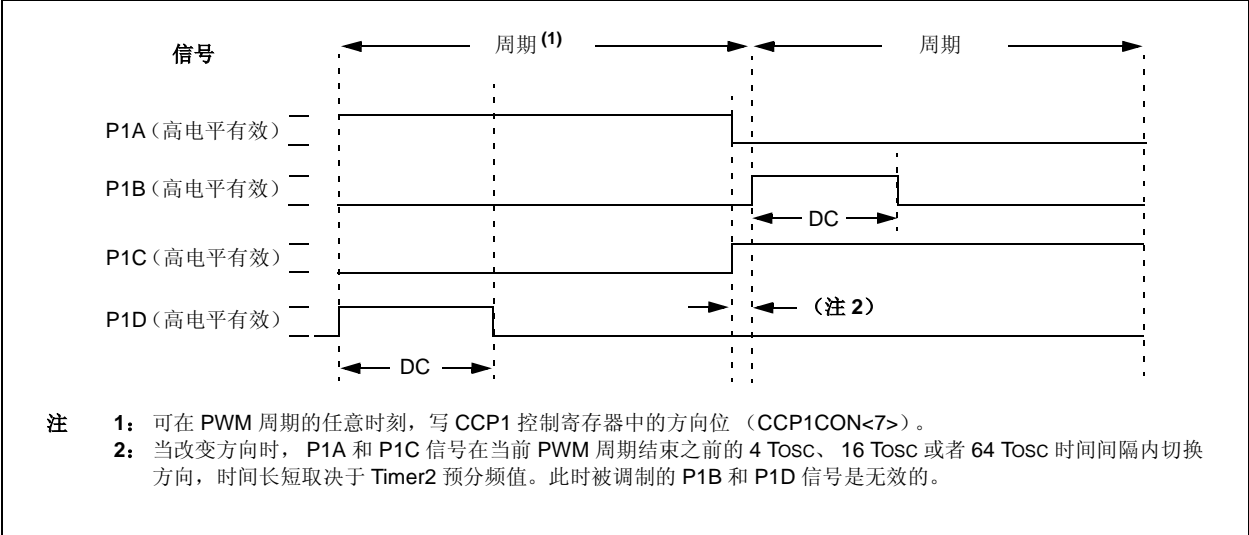 信号
周期(1)
周期
P1A(高电平有效)
P1B(高电平有效)
DC
P1C(高电平有效)
(注 2)
P1D(高电平有效)
DC
注 1: 可在 PWM 周期的任意时刻,写 CCP1 控制寄存器中的方向位 (CCP1CON<7>)。
2: 当改变方向时, P1A 和 P1C 信号在当前 PWM 周期结束之前的 4 Tosc、 16 Tosc 或者 64 Tosc 时间间隔内切换
方向,时间长短取决于 Timer2 预分频值。此时被调制的 P1B 和 P1D 信号是无效的。